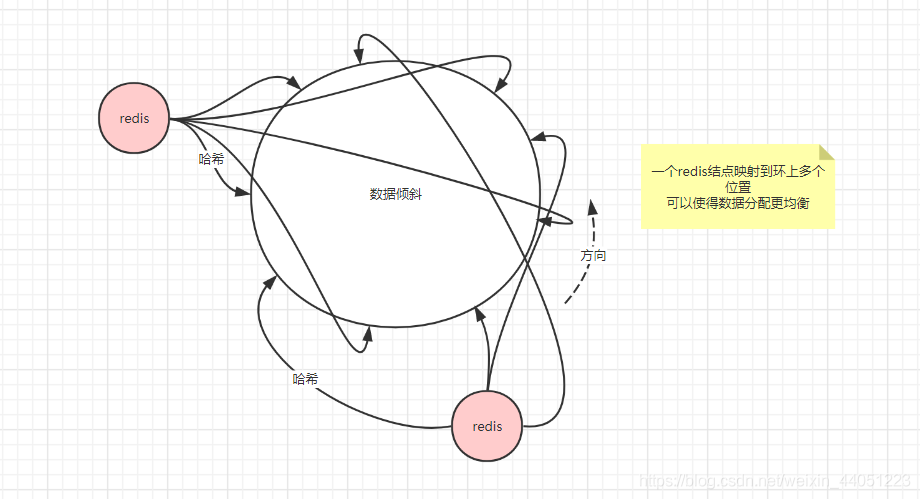 redis
哈希
数据倾斜
一个redis结点映射到环上多个
位置
可以使得数据分配更均衡
方向
哈希
redis
https://blog.csdn.net/weixin_44051223